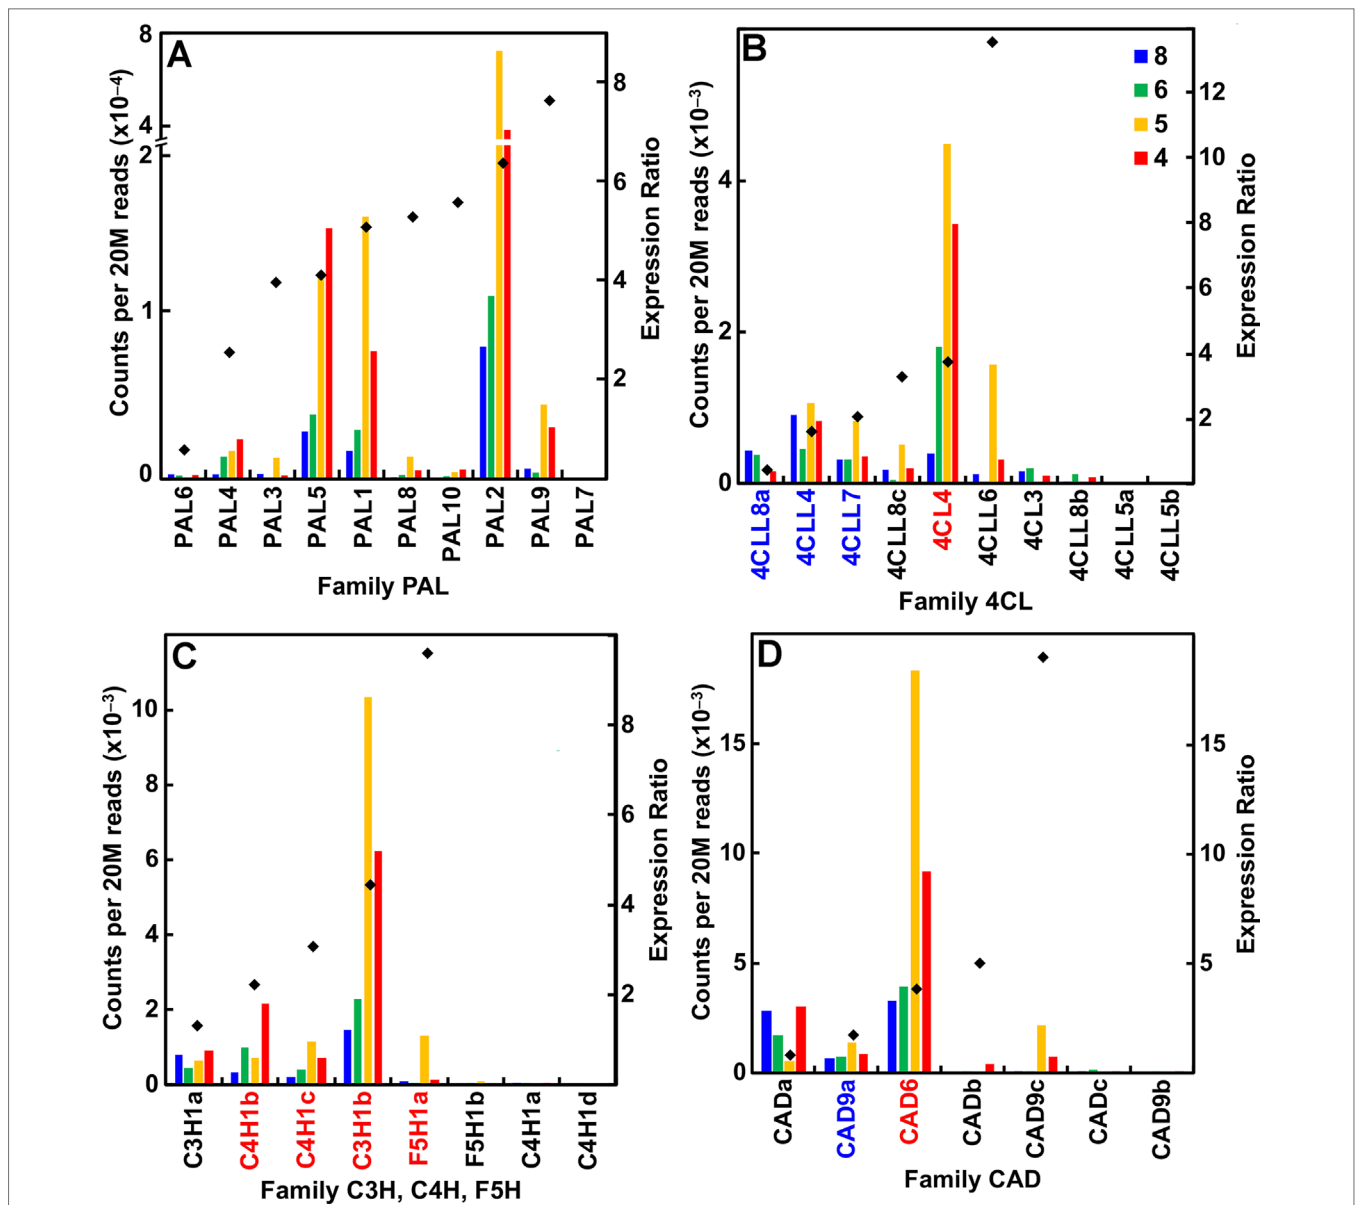 A
Counts per 20M reads (x10⁻⁴)
8
4
2
1
0
8
6
4
2
Expression Ratio
PAL6
PAL4
PAL3
PAL5
PAL1
PAL8
PAL10
PAL2
PAL9
PAL7
Family PAL
B
Counts per 20M reads (x10⁻³)
4
2
0
8
6
5
4
12
10
8
6
4
2
Expression Ratio
4CLL8a
4CLL4
4CLL7
4CLL8c
4CL4
4CLL6
4CL3
4CLL8b
4CLL5a
4CLL5b
Family 4CL
C
Counts per 20M reads (x10⁻³)
10
8
6
4
2
0
8
6
4
2
Expression Ratio
C3H1a
C4H1b
C4H1c
C3H1b
F5H1a
F5H1b
C4H1a
C4H1d
Family C3H, C4H, F5H
D
Counts per 20M reads (x10⁻³)
15
10
5
0
15
10
5
Expression Ratio
CADa
CAD9a
CAD6
CADb
CAD9c
CADc
CAD9b
Family CAD